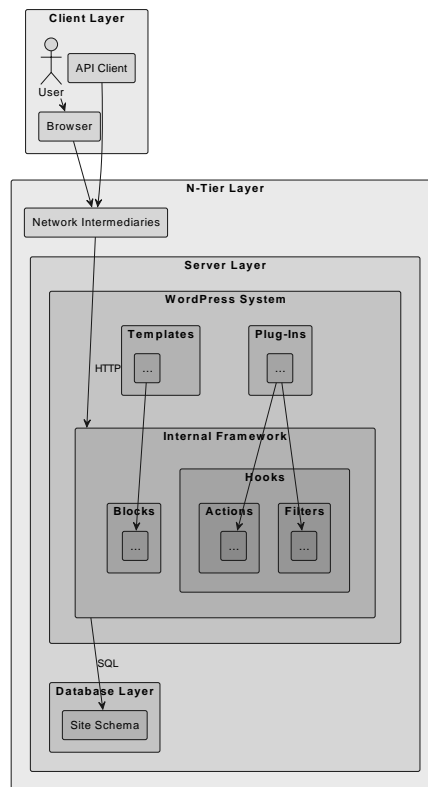 Client Layer
API Client
User
Browser
N-Tier Layer
Network Intermediaries
Server Layer
WordPress System
Templates
Plug-Ins
...
...
HTTP
Internal Framework
Hooks
Blocks
Actions
Filters
...
...
...
SQL
Database Layer
Site Schema